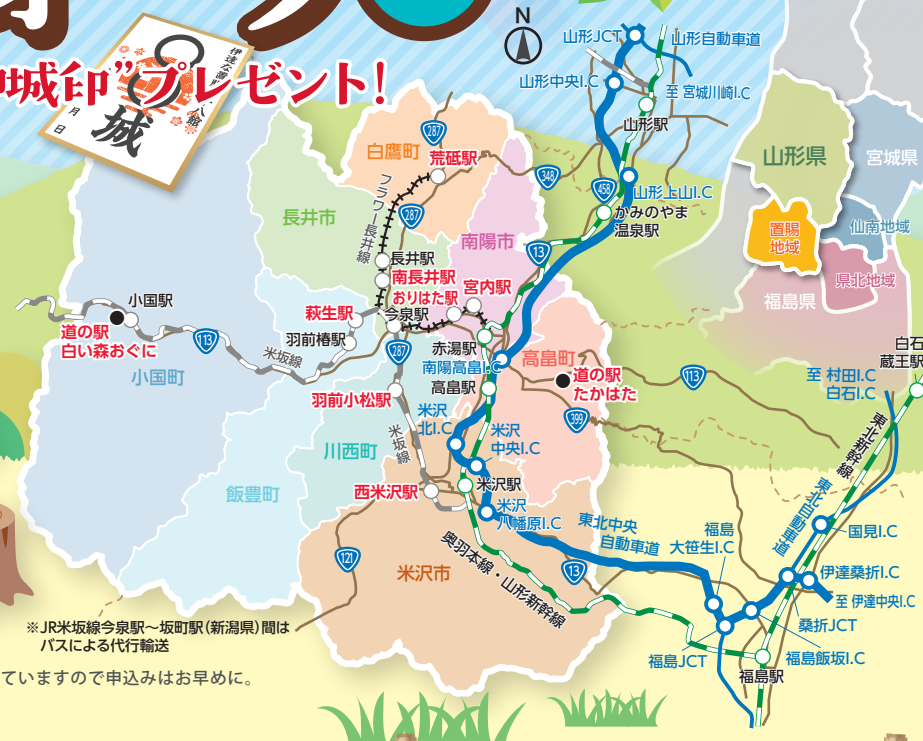 城印”プレゼント!
城
月
日
N
山形JCT
山形自動車道
山形中央I.C
至 宮城川崎I.C
山形駅
山形上山I.C
かみのやま
温泉駅
287
348
458
13
白鷹町
荒砥駅
287
フラワー長井線
長井市
南陽市
長井駅
南長井駅
おりはた駅
宮内駅
今泉駅
萩生駅
羽前椿駅
小国駅
道の駅
白い森おぐに
113
米坂線
小国町
287
赤湯駅
南陽高畠I.C
高畠町
高畠駅
道の駅
たかはた
113
399
羽前小松駅
米沢
北I.C
米沢
中央I.C
米坂線
川西町
飯豊町
西米沢駅
米沢駅
米沢
八幡原I.C
東北中央
自動車道
奥羽本線・山形新幹線
121
米沢市
13
福島
大笹生I.C
福島JCT
福島飯坂I.C
福島駅
桑折JCT
伊達桑折I.C
至 伊達中央I.C
国見I.C
東北自動車道
東北新幹線
至 村田I.C
白石I.C
白石
蔵王駅
山形県
宮城県
置賜
地域
仙南地域
県北地域
福島県
※JR米坂線今泉駅〜坂町駅(新潟県)間は
バスによる代行輸送
ていますので申込みはお早めに。